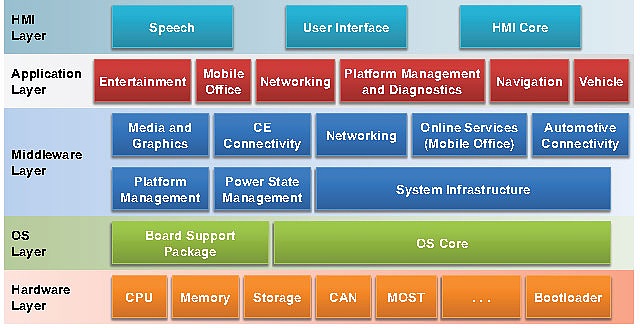 HMI
Layer
Speech
User Interface
HMI Core
Application
Layer
Entertainment
Mobile
Office
Networking
Platform Management
and Diagnostics
Navigation
Vehicle
Middleware
Layer
Media and
Graphics
CE
Connectivity
Networking
Online Services
(Mobile Office)
Automotive
Connectivity
Platform
Management
Power State
Management
System Infrastructure
OS
Layer
Board Support
Package
OS Core
Hardware
Layer
CPU
Memory
Storage
CAN
MOST
...
Bootloader